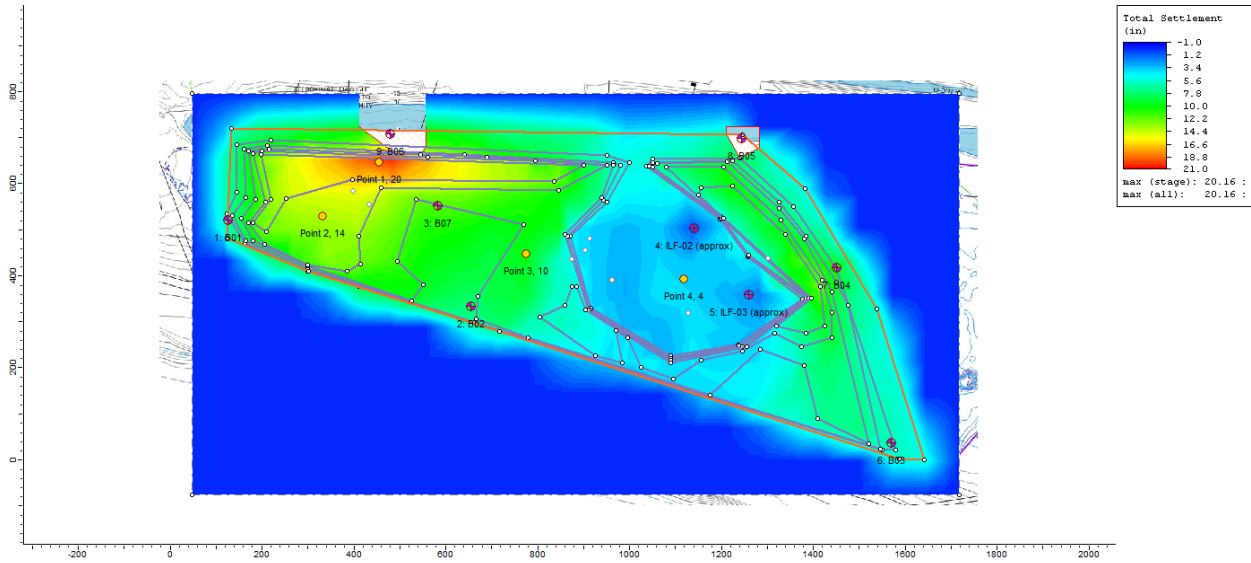 Total Settlement
(in)
-1.0
1.2
3.4
5.6
7.8
10.0
12.2
14.4
16.6
18.8
21.0
max (stage): 20.16 :
max (all): 20.16 :
800
600
400
200
0
9: B06
8: B05
Point 1, 20
3: B07
Point 2, 14
1: B01
4: ILF-02 (approx)
Point 3, 10
7: B04
Point 4, 4
5: ILF-03 (approx)
2: B02
6: B03
-200
0
200
400
600
800
1000
1200
1400
1600
1800
2000